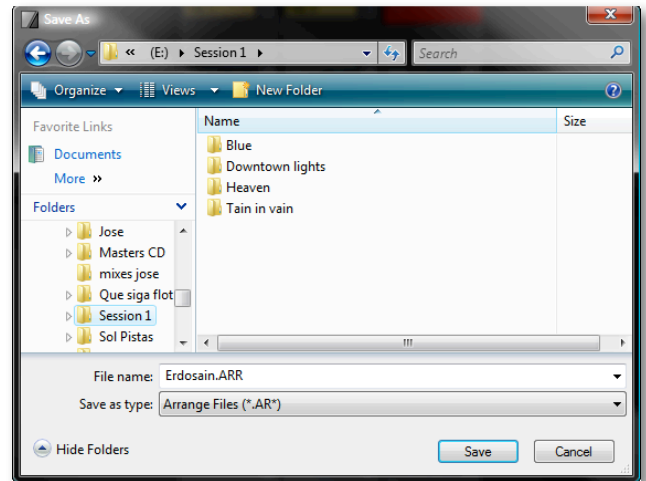 Save As
« (E:) Session 1 Search
Organize Views New Folder
Favorite Links
Documents
More »
Folders
Jose
Masters CD
mixes jose
Que siga flot
Session 1
Sol Pistas
Name Size
Blue
Downtown lights
Heaven
Tain in vain
File name: Erdosain.ARR
Save as type: Arrange Files (*.AR*)
Hide Folders Save Cancel